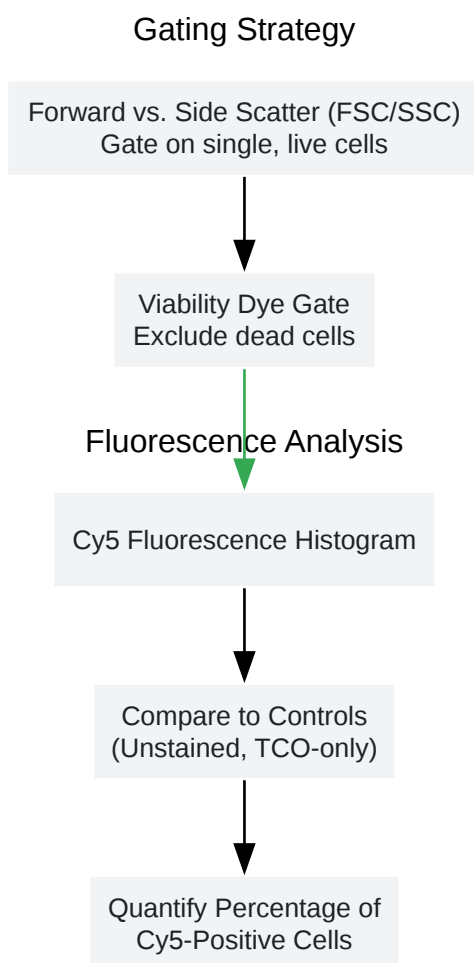 Gating Strategy
Forward vs. Side Scatter (FSC/SSC)
Gate on single, live cells
Viability Dye Gate
Exclude dead cells
Fluorescence Analysis
Cy5 Fluorescence Histogram
Compare to Controls
(Unstained, TCO-only)
Quantify Percentage of
Cy5-Positive Cells